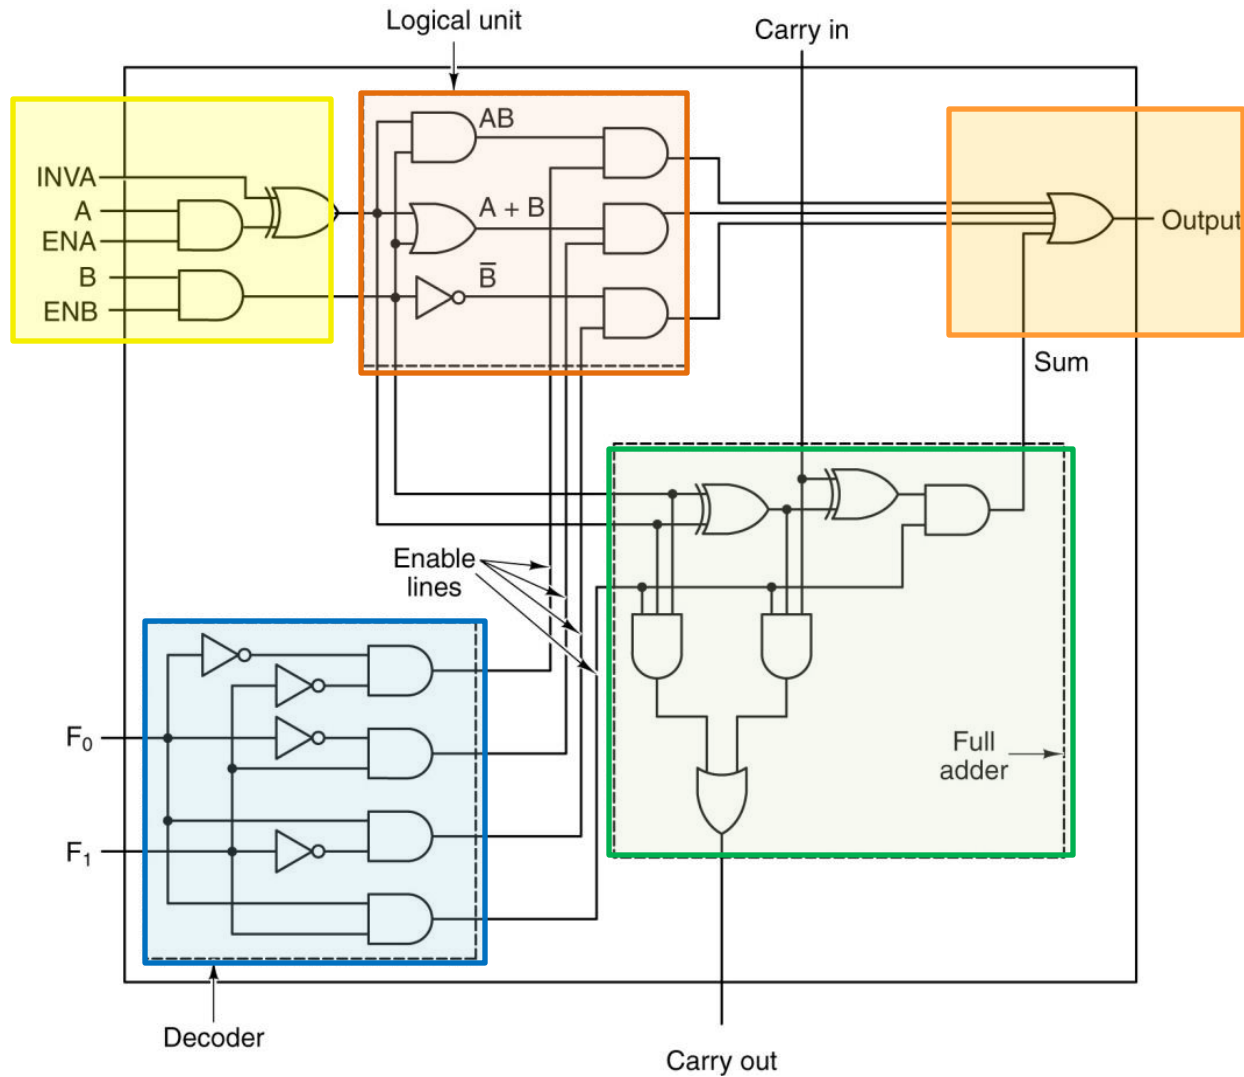 Logical unit
Carry in
AB
INVA
A
ENA
A + B
Output
B
B̅
ENB
Sum
Enable
lines
F₀
Full
adder
F₁
Decoder
Carry out